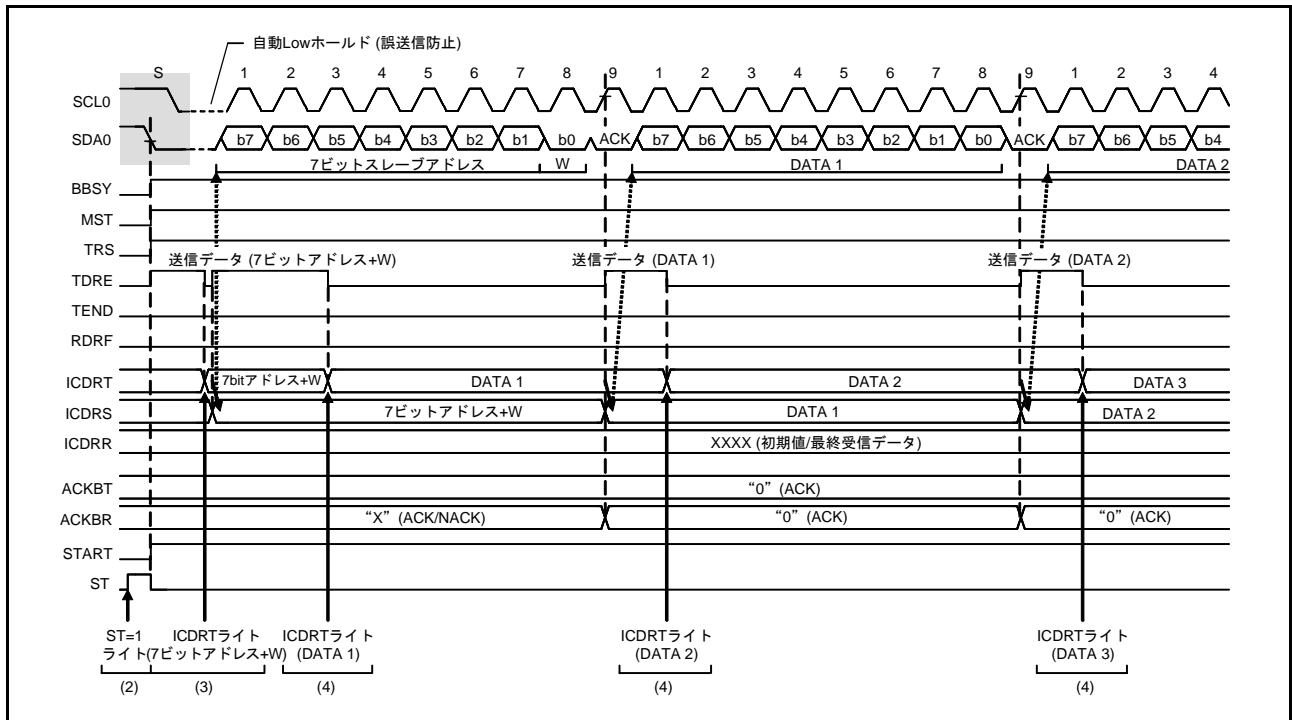 自動Lowホールド (誤送信防止)
S 1 2 3 4 5 6 7 8 9 1 2 3 4 5 6 7 8 9 1 2 3 4
SCL0
SDA0 b7 b6 b5 b4 b3 b2 b1 b0 ACK b7 b6 b5 b4 b3 b2 b1 b0 ACK b7 b6 b5 b4
7ビットスレーブアドレス W DATA 1 DATA 2
BBSY
MST
TRS
送信データ (7ビットアドレス+W) 送信データ (DATA 1) 送信データ (DATA 2)
TDRE
TEND
RDRF
ICDRT 7bitアドレス+W DATA 1 DATA 2 DATA 3
ICDRS 7ビットアドレス+W DATA 1 DATA 2
ICDRR XXXX (初期値/最終受信データ)
ACKBT “0” (ACK)
ACKBR “X” (ACK/NACK) “0” (ACK) “0” (ACK)
START
ST
ST=1 ICDRTライト ICDRTライト ICDRTライト ICDRTライト
ライト (7ビットアドレス+W) (DATA 1) (DATA 2) (DATA 3)
(2) (3) (4) (4) (4)